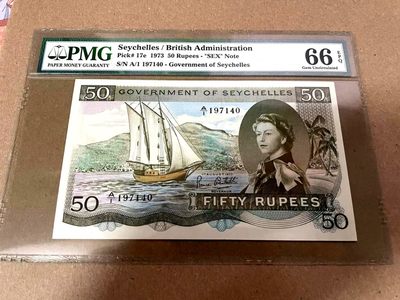 PMG
PAPER MONEY GUARANTY
Seychelles / British Administration
Pick# 17e 1973 50 Rupees - "SEX" Note
S/N A/1 197140 - Government of Seychelles
66 EPQ
Gem Uncirculated
50 GOVERNMENT OF SEYCHELLES 50
A/1 197140
GOVERNOR
A/1 197140
50 FIFTY RUPEES 50